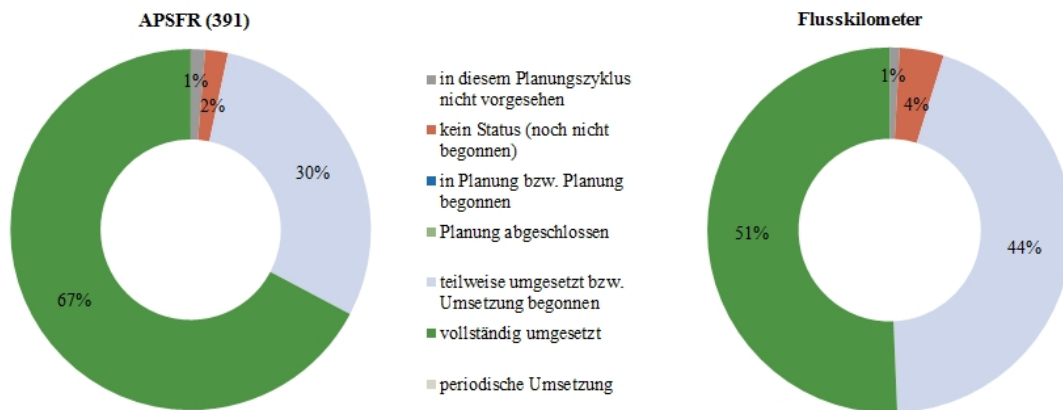 APSFR (391)
1%
2%
30%
67%
in diesem Planungszyklus
nicht vorgesehen
kein Status (noch nicht
begonnen)
in Planung bzw. Planung
begonnen
Planung abgeschlossen
teilweise umgesetzt bzw.
Umsetzung begonnen
vollständig umgesetzt
periodische Umsetzung
Flusskilometer
1%
4%
44%
51%